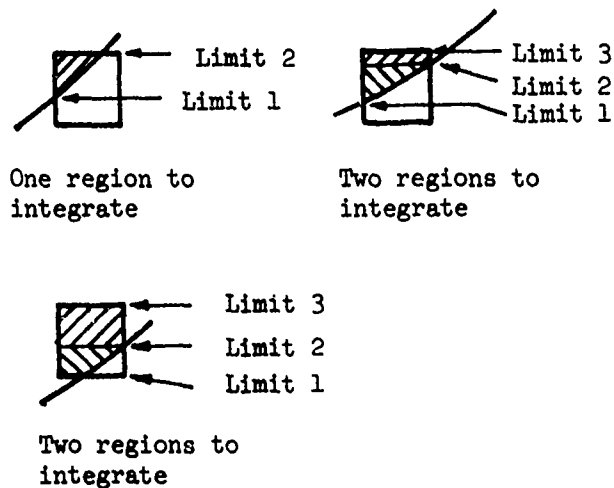 Limit 2
Limit 1
One region to
integrate
Limit 3
Limit 2
Limit 1
Two regions to
integrate
Limit 3
Limit 2
Limit 1
Two regions to
integrate